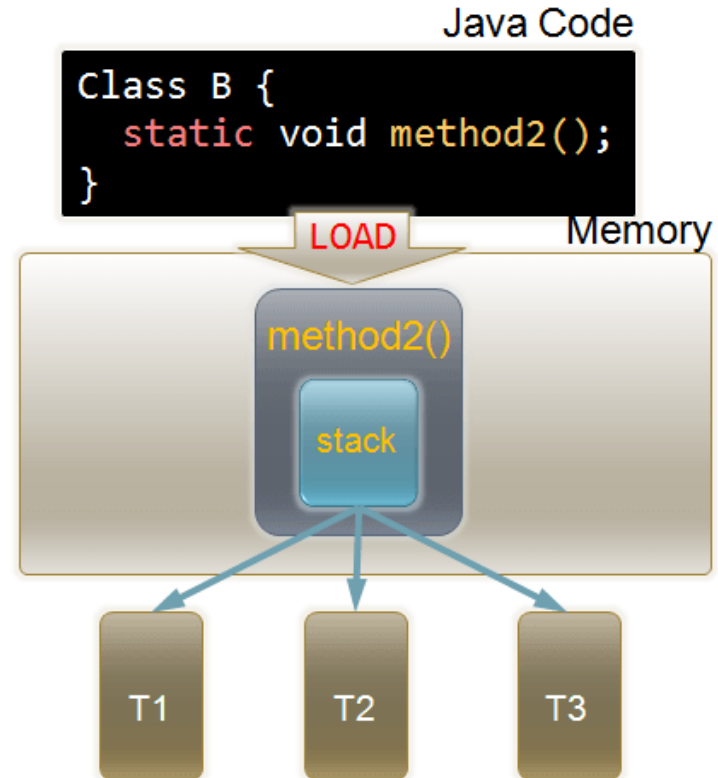 Java Code
Class B {
static void method2();
}
LOAD
Memory
method2()
stack
T1
T2
T3